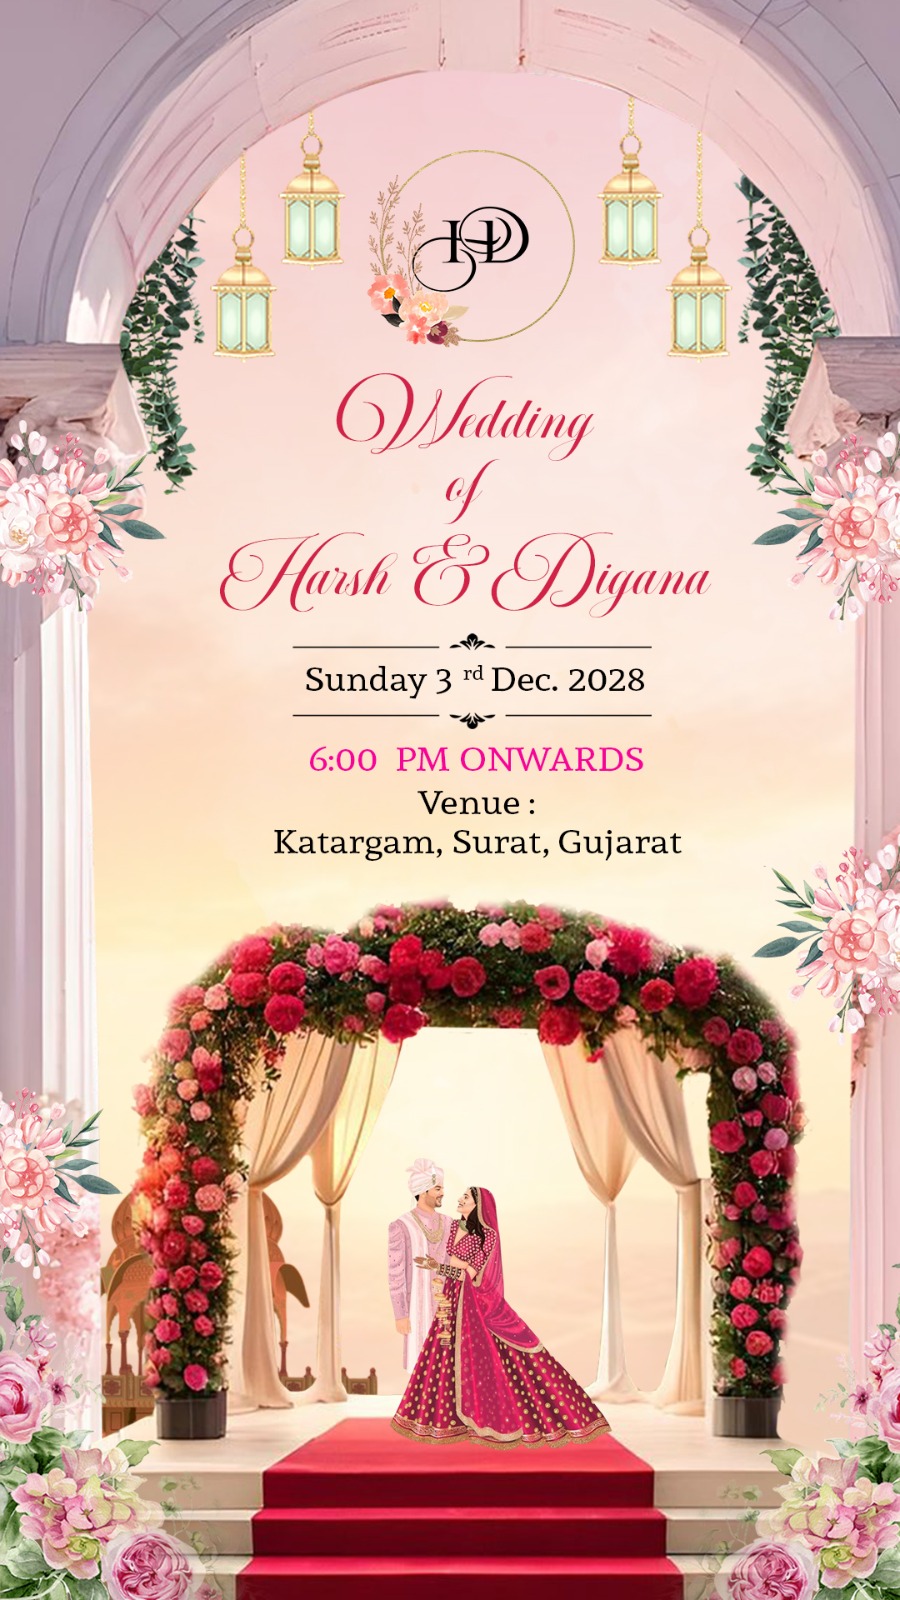 HD
Wedding
of
Harsh & Digana
Sunday 3 rd Dec. 2028
6:00 PM ONWARDS
Venue :
Katargam, Surat, Gujarat